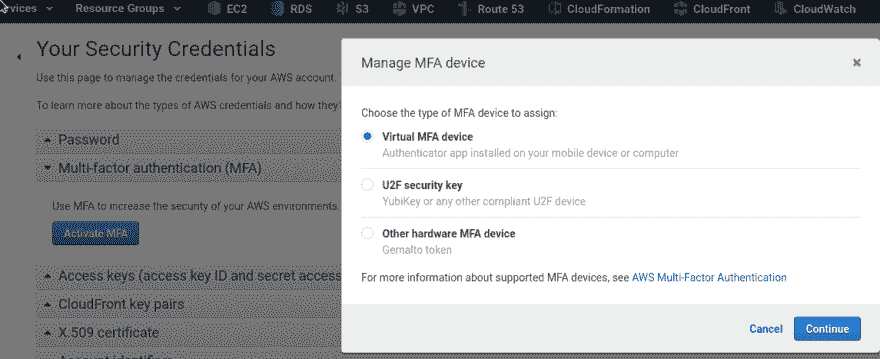 rvices Resource Groups EC2 RDS S3 VPC Route 53 CloudFormation CloudFront CloudWatch
Your Security Credentials
Use this page to manage the credentials for your AWS account.
To learn more about the types of AWS credentials and how they'
Password
Multi-factor authentication (MFA)
Use MFA to increase the security of your AWS environments.
Activate MFA
Access keys (access key ID and secret access
CloudFront key pairs
X.509 certificate
Account identifiers
Manage MFA device
Choose the type of MFA device to assign:
Virtual MFA device
Authenticator app installed on your mobile device or computer
U2F security key
YubiKey or any other compliant U2F device
Other hardware MFA device
Gemalto token
For more information about supported MFA devices, see AWS Multi-Factor Authentication
Cancel Continue